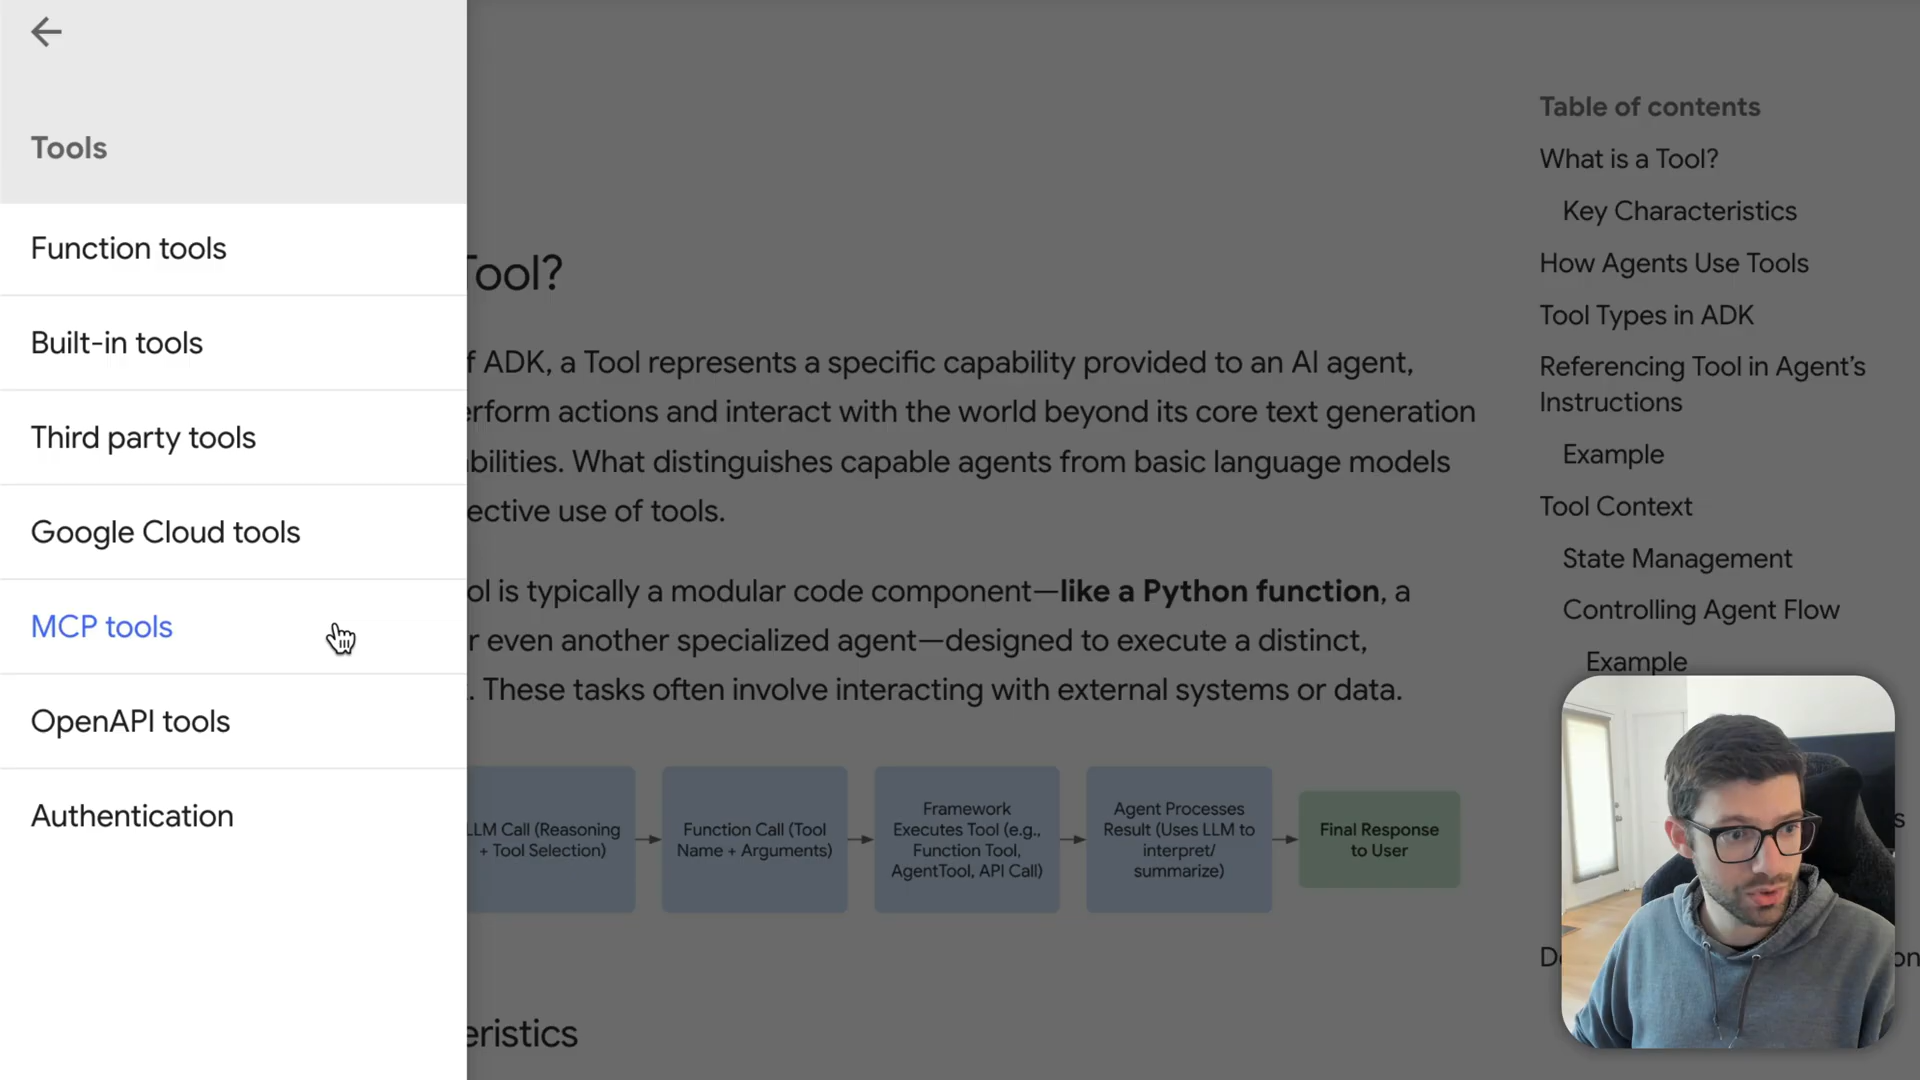 Tools
Function tools
Built-in tools
Third party tools
Google Cloud tools
MCP tools
OpenAPI tools
Authentication
Tool?
f ADK, a Tool represents a specific capability provided to an AI agent,
erform actions and interact with the world beyond its core text generation
bilities. What distinguishes capable agents from basic language models
ective use of tools.
ol is typically a modular code component—like a Python function, a
r even another specialized agent—designed to execute a distinct,
. These tasks often involve interacting with external systems or data.
LLM Call (Reasoning
+ Tool Selection)
Function Call (Tool
Name + Arguments)
Framework
Executes Tool (e.g.,
Function Tool,
AgentTool, API Call)
Agent Processes
Result (Uses LLM to
interpret/
summarize)
Final Response
to User
eristics
Table of contents
What is a Tool?
Key Characteristics
How Agents Use Tools
Tool Types in ADK
Referencing Tool in Agent's
Instructions
Example
Tool Context
State Management
Controlling Agent Flow
Example